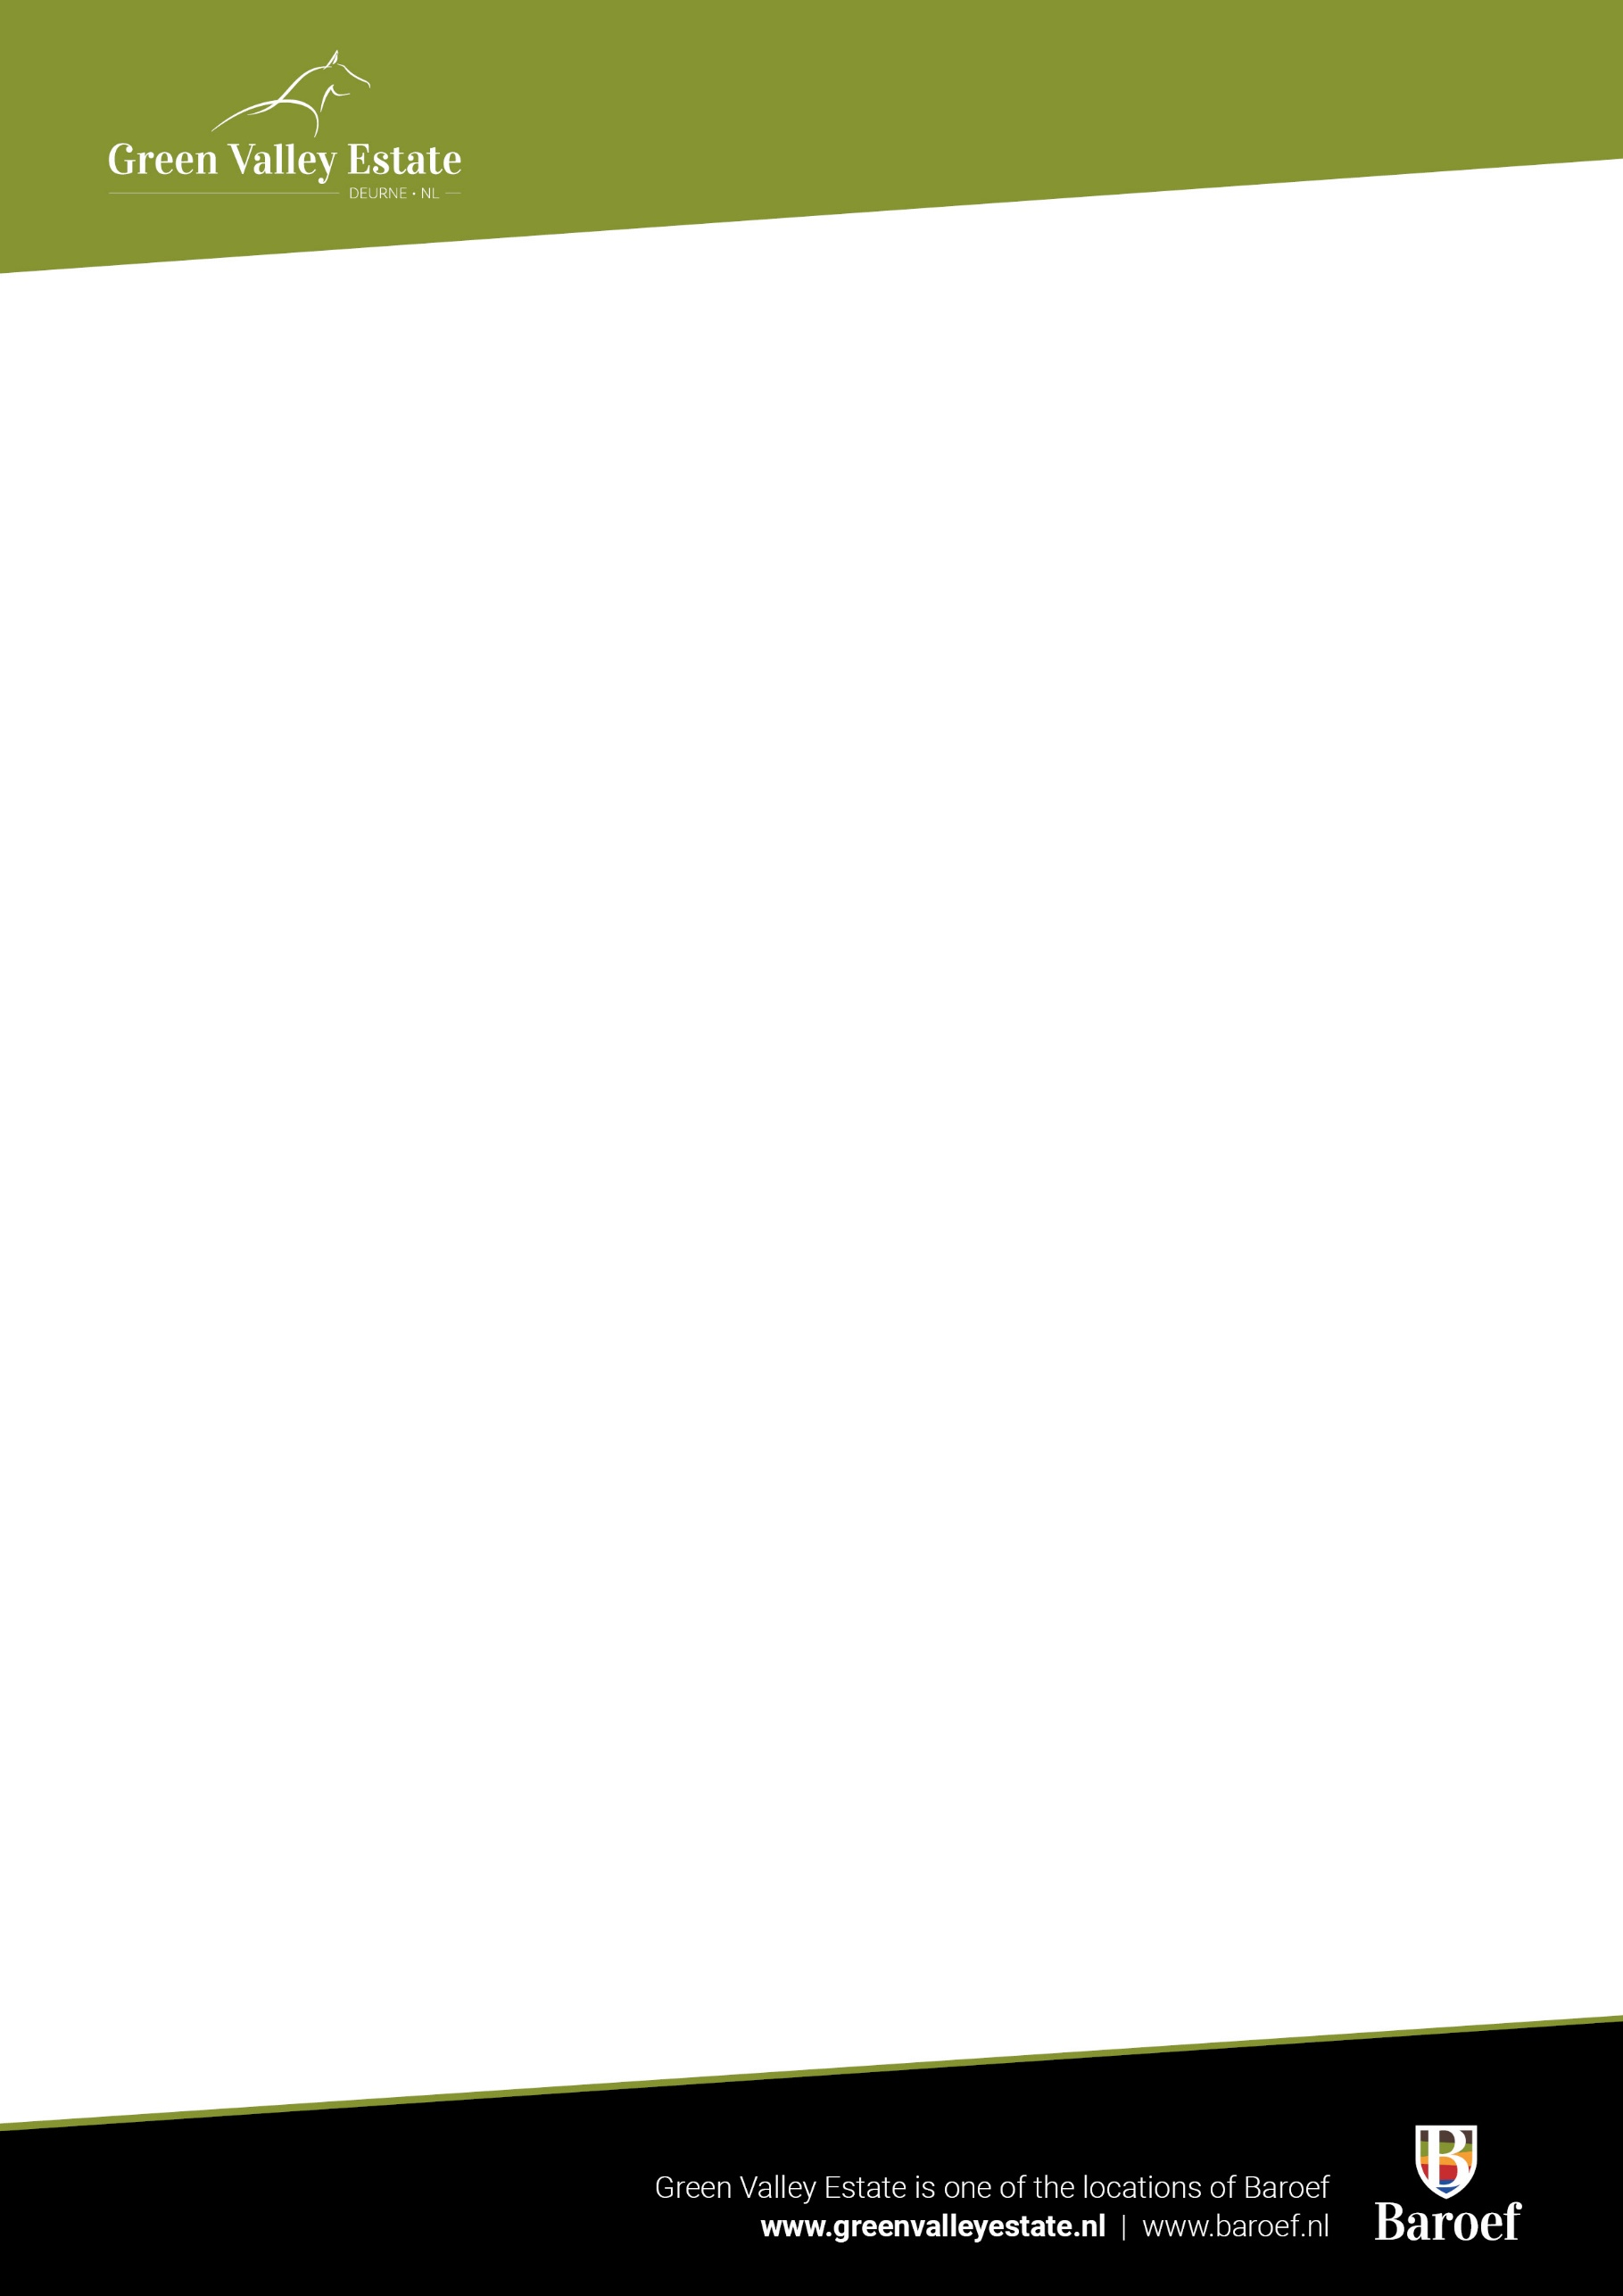 Green Valley Estate
DEURNE • NL
Green Valley Estate is one of the locations of Baroef
www.greenvalleyestate.nl | www.baroef.nl
B
Baroef